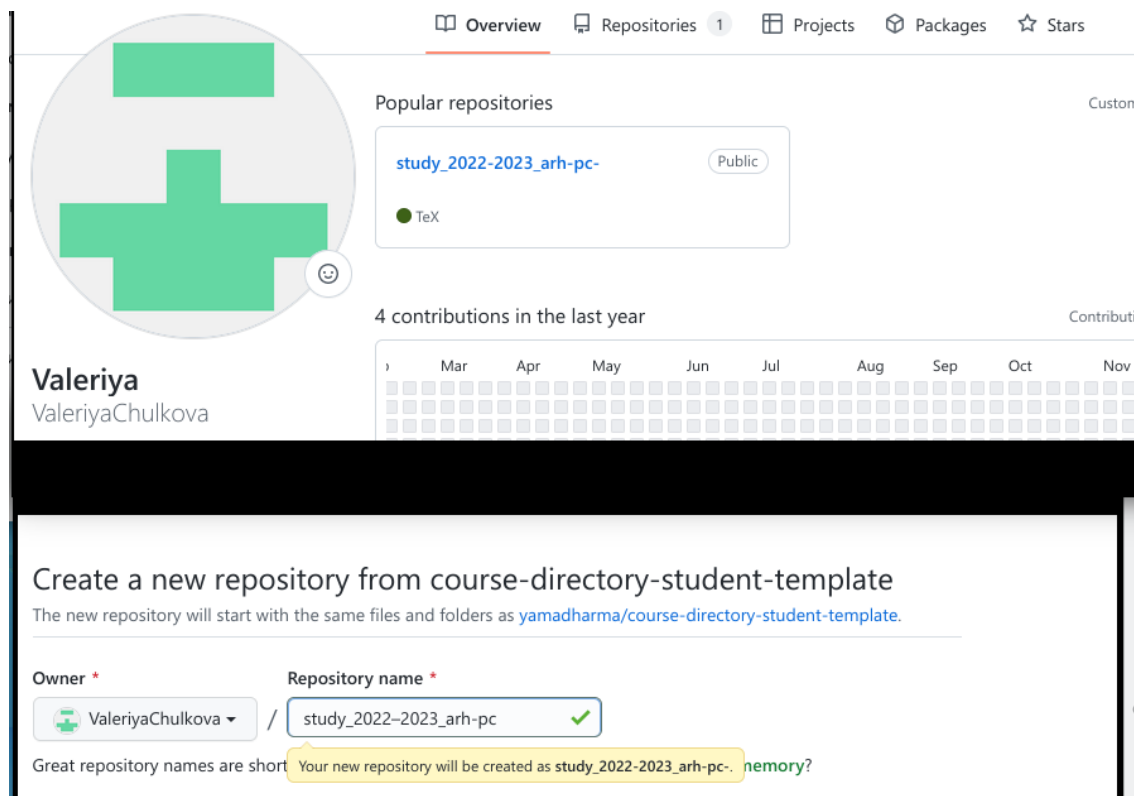 Overview Repositories 1 Projects Packages Stars
Popular repositories Custom
study_2022-2023_arh-pc- Public
TeX
4 contributions in the last year Contributi
Mar Apr May Jun Jul Aug Sep Oct Nov
Valeriya
ValeriyaChulkova
Create a new repository from course-directory-student-template
The new repository will start with the same files and folders as yamadharma/course-directory-student-template.
Owner * Repository name *
ValeriyaChulkova / study_2022–2023_arh-pc
Great repository names are short Your new repository will be created as study_2022-2023_arh-pc-. memory?